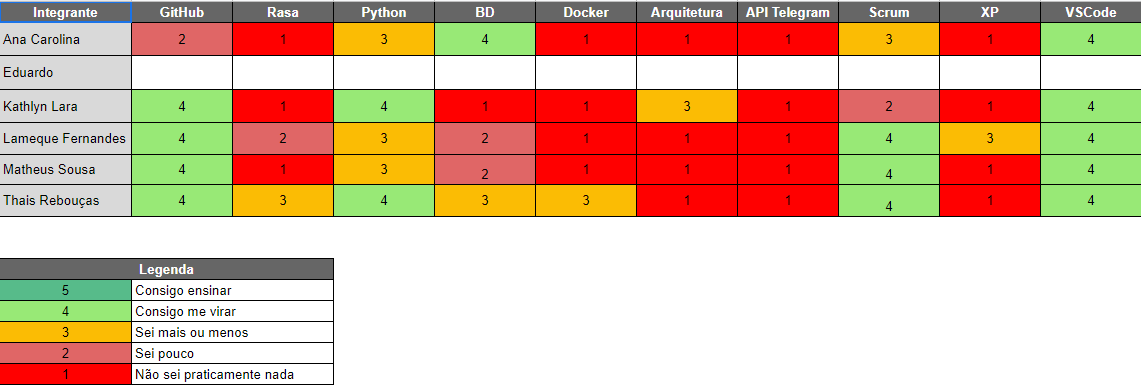 Integrante GitHub Rasa Python BD Docker Arquitetura API Telegram Scrum XP VSCode
Ana Carolina 2 1 3 4 1 1 1 3 1 4
Eduardo
Kathlyn Lara 4 1 4 1 1 3 1 2 1 4
Lameque Fernandes 4 2 3 2 1 1 1 4 3 4
Matheus Sousa 4 1 3 2 1 1 1 4 1 4
Thais Rebouças 4 3 4 3 3 1 1 4 1 4
Legenda
5 Consigo ensinar
4 Consigo me virar
3 Sei mais ou menos
2 Sei pouco
1 Não sei praticamente nada